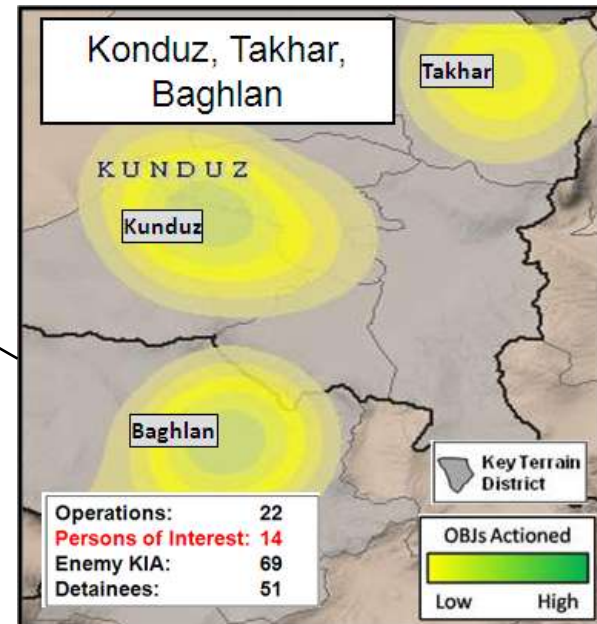 Konduz, Takhar,
Baghlan
Takhar
KUNDUZ
Kunduz
Baghlan
Key Terrain
District
Operations: 22
Persons of Interest: 14
Enemy KIA: 69
Detainees: 51
OBJs Actioned
Low High